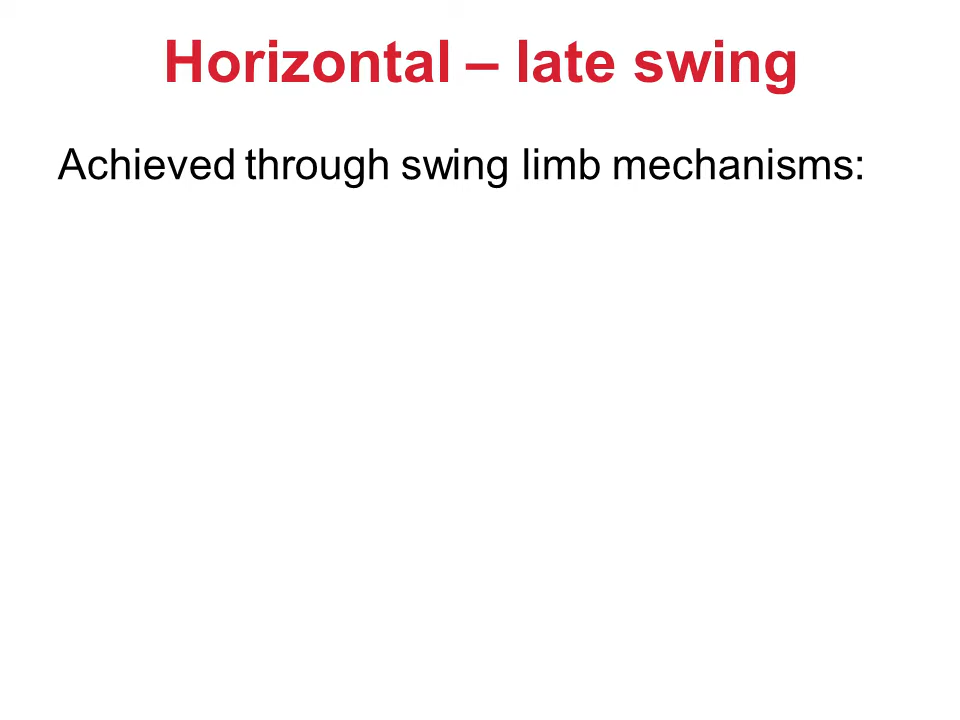 Horizontal – late swing
Achieved through swing limb mechanisms: